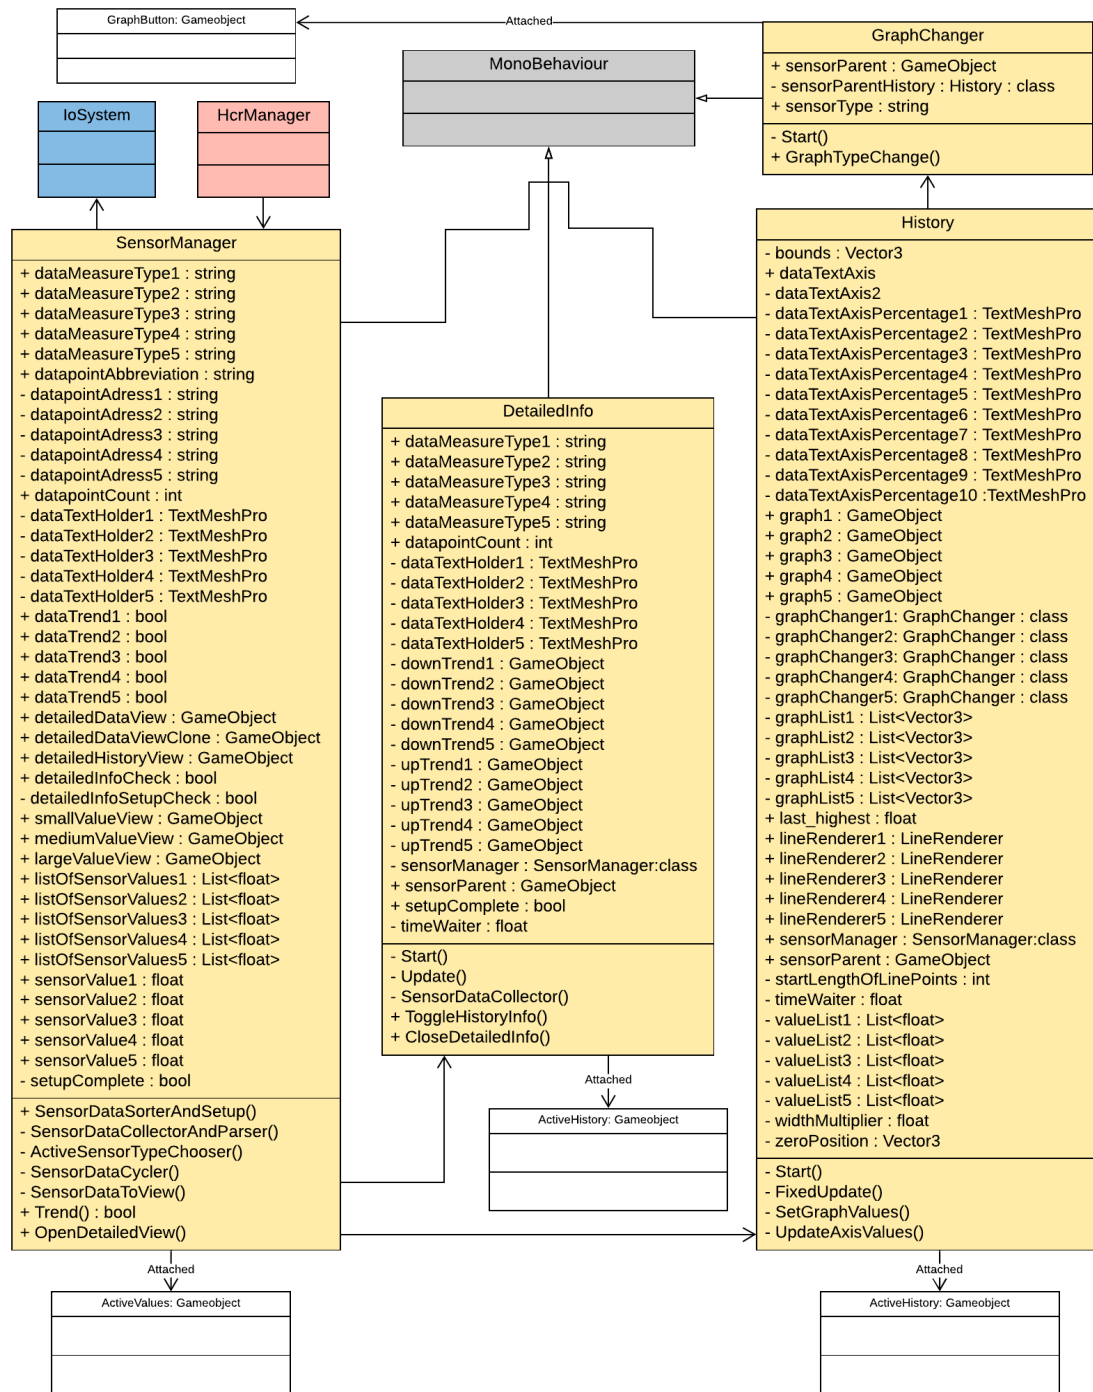 GraphButton: Gameobject
Attached
GraphChanger
+ sensorParent : GameObject
- sensorParentHistory : History : class
+ sensorType : string
- Start()
+ GraphTypeChange()
MonoBehaviour
IoSystem
HcrManager
SensorManager
+ dataMeasureType1 : string
+ dataMeasureType2 : string
+ dataMeasureType3 : string
+ dataMeasureType4 : string
+ dataMeasureType5 : string
+ datapointAbbreviation : string
- datapointAdress1 : string
- datapointAdress2 : string
- datapointAdress3 : string
- datapointAdress4 : string
- datapointAdress5 : string
+ datapointCount : int
- dataTextHolder1 : TextMeshPro
- dataTextHolder2 : TextMeshPro
- dataTextHolder3 : TextMeshPro
- dataTextHolder4 : TextMeshPro
- dataTextHolder5 : TextMeshPro
+ dataTrend1 : bool
+ dataTrend2 : bool
+ dataTrend3 : bool
+ dataTrend4 : bool
+ dataTrend5 : bool
+ detailedDataView : GameObject
+ detailedDataViewClone : GameObject
+ detailedHistoryView : GameObject
+ detailedInfoCheck : bool
- detailedInfoSetupCheck : bool
+ smallValueView : GameObject
+ mediumValueView : GameObject
+ largeValueView : GameObject
+ listOfSensorValues1 : List<float>
+ listOfSensorValues2 : List<float>
+ listOfSensorValues3 : List<float>
+ listOfSensorValues4 : List<float>
+ listOfSensorValues5 : List<float>
+ sensorValue1 : float
+ sensorValue2 : float
+ sensorValue3 : float
+ sensorValue4 : float
+ sensorValue5 : float
- setupComplete : bool
+ SensorDataSorterAndSetup()
- SensorDataCollectorAndParser()
- ActiveSensorTypeChooser()
- SensorDataCycler()
- SensorDataToView()
+ Trend() : bool
+ OpenDetailedView()
Attached
ActiveValues: Gameobject
DetailedInfo
+ dataMeasureType1 : string
+ dataMeasureType2 : string
+ dataMeasureType3 : string
+ dataMeasureType4 : string
+ dataMeasureType5 : string
+ datapointCount : int
- dataTextHolder1 : TextMeshPro
- dataTextHolder2 : TextMeshPro
- dataTextHolder3 : TextMeshPro
- dataTextHolder4 : TextMeshPro
- dataTextHolder5 : TextMeshPro
- downTrend1 : GameObject
- downTrend2 : GameObject
- downTrend3 : GameObject
- downTrend4 : GameObject
- downTrend5 : GameObject
- upTrend1 : GameObject
- upTrend2 : GameObject
- upTrend3 : GameObject
- upTrend4 : GameObject
- upTrend5 : GameObject
- sensorManager : SensorManager:class
+ sensorParent : GameObject
+ setupComplete : bool
- timeWaiter : float
- Start()
- Update()
- SensorDataCollector()
+ ToggleHistoryInfo()
+ CloseDetailedInfo()
Attached
ActiveHistory: Gameobject
History
- bounds : Vector3
+ dataTextAxis
- dataTextAxis2
- dataTextAxisPercentage1 : TextMeshPro
- dataTextAxisPercentage2 : TextMeshPro
- dataTextAxisPercentage3 : TextMeshPro
- dataTextAxisPercentage4 : TextMeshPro
- dataTextAxisPercentage5 : TextMeshPro
- dataTextAxisPercentage6 : TextMeshPro
- dataTextAxisPercentage7 : TextMeshPro
- dataTextAxisPercentage8 : TextMeshPro
- dataTextAxisPercentage9 : TextMeshPro
- dataTextAxisPercentage10 :TextMeshPro
+ graph1 : GameObject
+ graph2 : GameObject
+ graph3 : GameObject
+ graph4 : GameObject
+ graph5 : GameObject
- graphChanger1: GraphChanger : class
- graphChanger2: GraphChanger : class
- graphChanger3: GraphChanger : class
- graphChanger4: GraphChanger : class
- graphChanger5: GraphChanger : class
- graphList1 : List<Vector3>
- graphList2 : List<Vector3>
- graphList3 : List<Vector3>
- graphList4 : List<Vector3>
- graphList5 : List<Vector3>
+ last_highest : float
+ lineRenderer1 : LineRenderer
+ lineRenderer2 : LineRenderer
+ lineRenderer3 : LineRenderer
+ lineRenderer4 : LineRenderer
+ lineRenderer5 : LineRenderer
+ sensorManager : SensorManager:class
+ sensorParent : GameObject
- startLengthOfLinePoints : int
- timeWaiter : float
- valueList1 : List<float>
- valueList2 : List<float>
- valueList3 : List<float>
- valueList4 : List<float>
- valueList5 : List<float>
- widthMultiplier : float
- zeroPosition : Vector3
- Start()
- FixedUpdate()
- SetGraphValues()
- UpdateAxisValues()
Attached
ActiveHistory: Gameobject